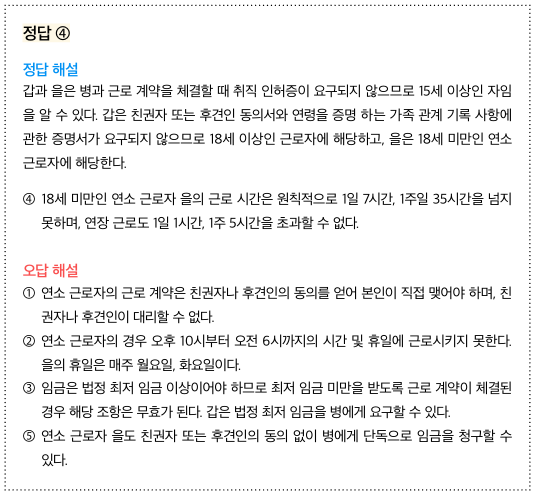 정답 ④
정답 해설
갑과 을은 병과 근로 계약을 체결할 때 취직 인허증이 요구되지 않으므로 15세 이상인 자임
을 알 수 있다. 갑은 친권자 또는 후견인 동의서와 연령을 증명 하는 가족 관계 기록 사항에
관한 증명서가 요구되지 않으므로 18세 이상인 근로자에 해당하고, 을은 18세 미만인 연소
근로자에 해당한다.
④ 18세 미만인 연소 근로자 을의 근로 시간은 원칙적으로 1일 7시간, 1주일 35시간을 넘지
못하며, 연장 근로도 1일 1시간, 1주 5시간을 초과할 수 없다.
오답 해설
① 연소 근로자의 근로 계약은 친권자나 후견인의 동의를 얻어 본인이 직접 맺어야 하며, 친
권자나 후견인이 대리할 수 없다.
② 연소 근로자의 경우 오후 10시부터 오전 6시까지의 시간 및 휴일에 근로시키지 못한다.
을의 휴일은 매주 월요일, 화요일이다.
③ 임금은 법정 최저 임금 이상이어야 하므로 최저 임금 미만을 받도록 근로 계약이 체결된
경우 해당 조항은 무효가 된다. 갑은 법정 최저 임금을 병에게 요구할 수 있다.
⑤ 연소 근로자 을도 친권자 또는 후견인의 동의 없이 병에게 단독으로 임금을 청구할 수
있다.